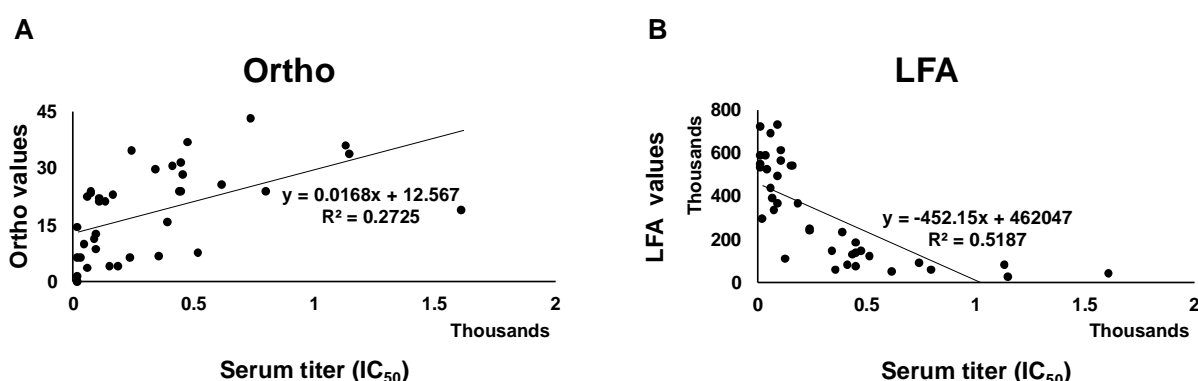 A
Ortho
Ortho values
45
30
15
0
y = 0.0168x + 12.567
R² = 0.2725
0 0.5 1 1.5 2
Thousands
Serum titer (IC50)
B
LFA
LFA values
Thousands
800
600
400
200
0
y = -452.15x + 462047
R² = 0.5187
0 0.5 1 1.5 2
Thousands
Serum titer (IC50)